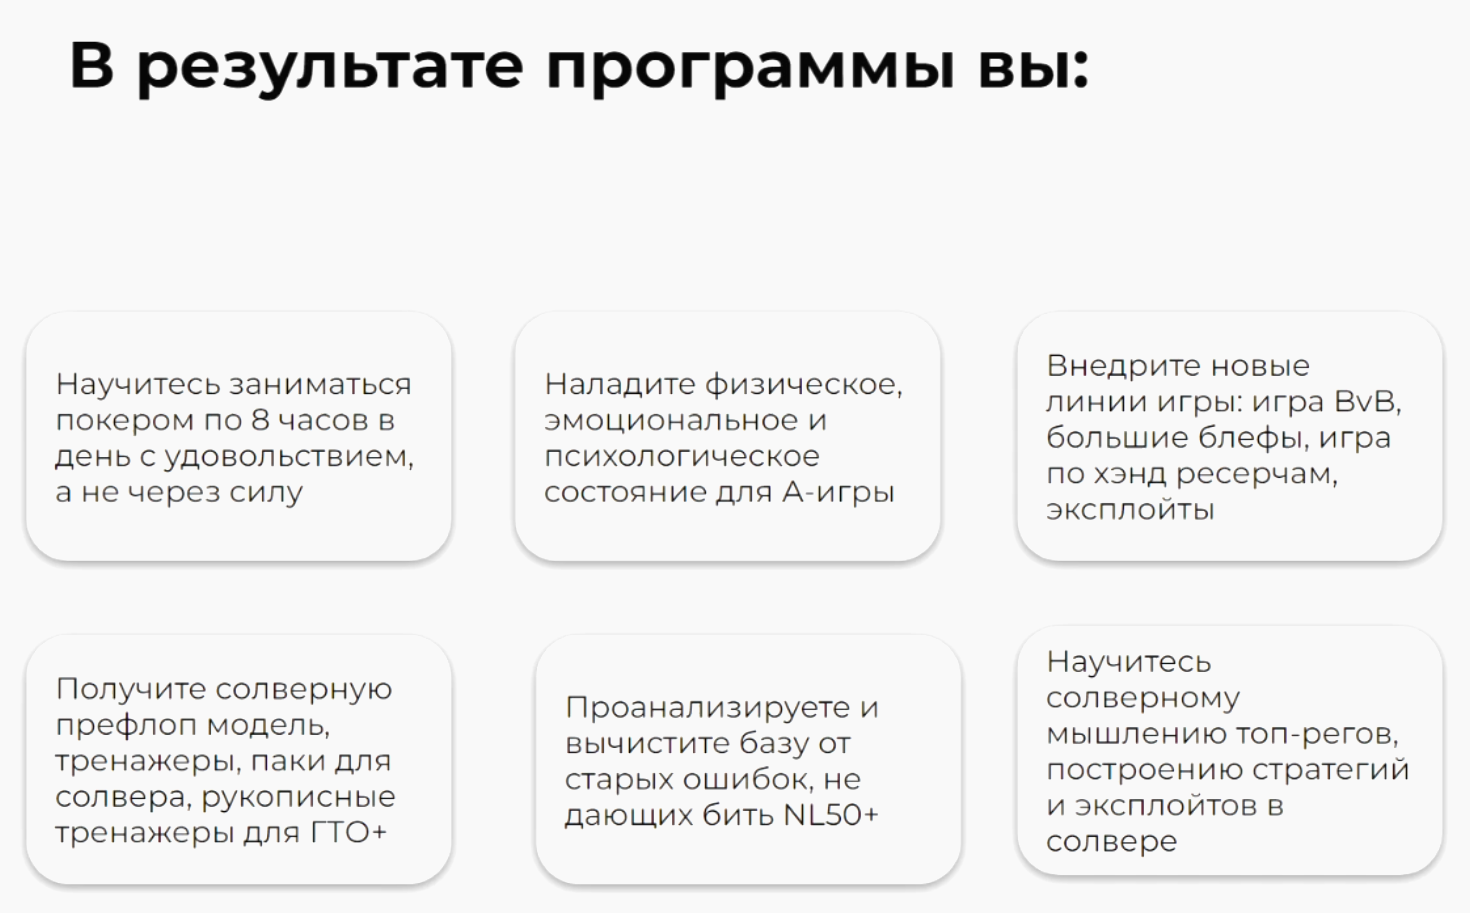 В результате программы вы:
Научитесь заниматься
покером по 8 часов в
день с удовольствием,
а не через силу
Наладите физическое,
эмоциональное и
психологическое
состояние для А-игры
Внедрите новые
линии игры: игра BvB,
большие блефы, игра
по хэнд ресерчам,
эксплойты
Получите солверную
префлоп модель,
тренажеры, паки для
солвера, рукописные
тренажеры для ГТО+
Проанализируете и
вычистите базу от
старых ошибок, не
дающих бить NL50+
Научитесь
солверному
мышлению топ-регов,
построению стратегий
и эксплойтов в
солвере